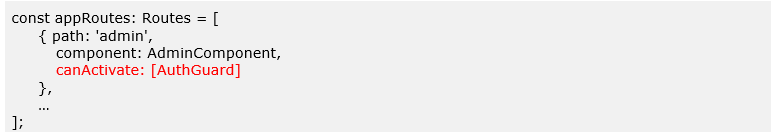 const appRoutes: Routes = [
{ path: 'admin',
component: AdminComponent,
canActivate: [AuthGuard]
},
…
];